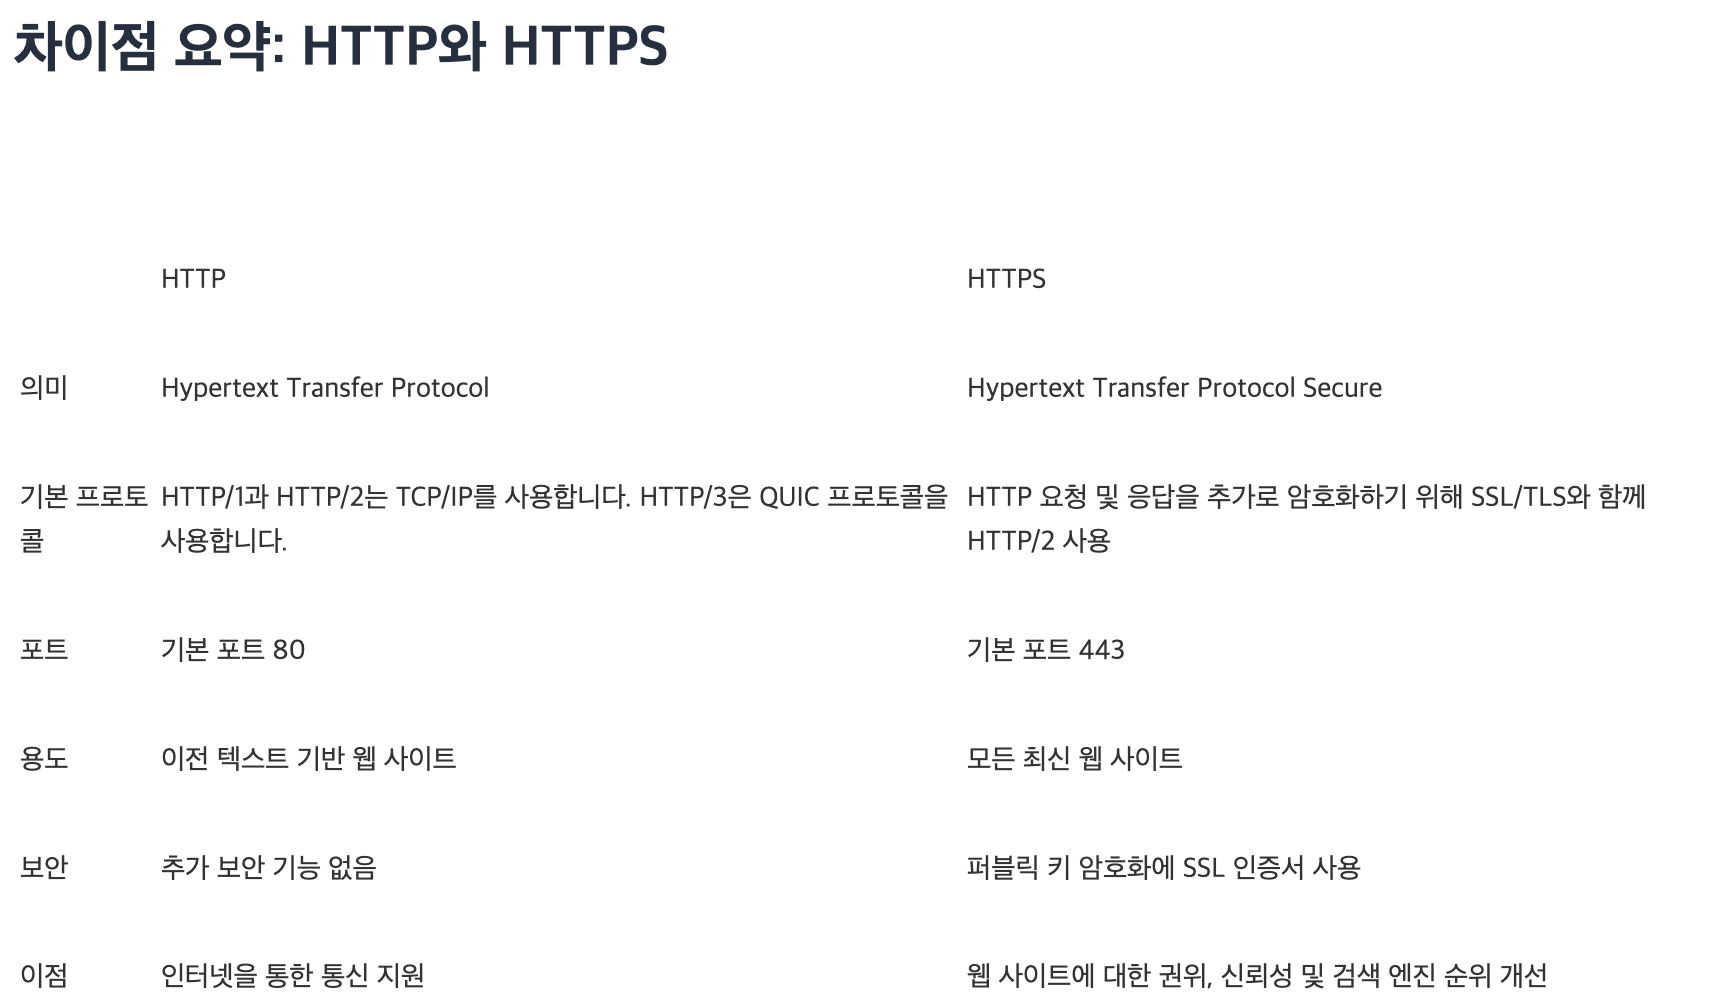 차이점 요약: HTTP와 HTTPS
HTTP HTTPS
의미 Hypertext Transfer Protocol Hypertext Transfer Protocol Secure
기본 프로토 HTTP/1과 HTTP/2는 TCP/IP를 사용합니다. HTTP/3은 QUIC 프로토콜을 HTTP 요청 및 응답을 추가로 암호화하기 위해 SSL/TLS와 함께
콜 사용합니다. HTTP/2 사용
포트 기본 포트 80 기본 포트 443
용도 이전 텍스트 기반 웹 사이트 모든 최신 웹 사이트
보안 추가 보안 기능 없음 퍼블릭 키 암호화에 SSL 인증서 사용
이점 인터넷을 통한 통신 지원 웹 사이트에 대한 권위, 신뢰성 및 검색 엔진 순위 개선